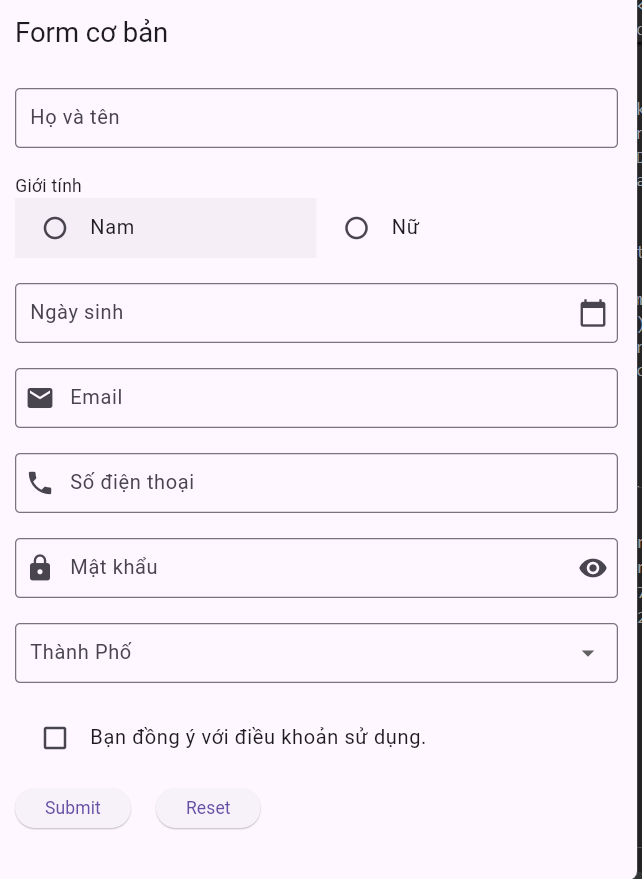 Form cơ bản
Họ và tên
Giới tính
Nam Nữ
Ngày sinh
Email
Số điện thoại
Mật khẩu
Thành Phố
Bạn đồng ý với điều khoản sử dụng.
Submit Reset